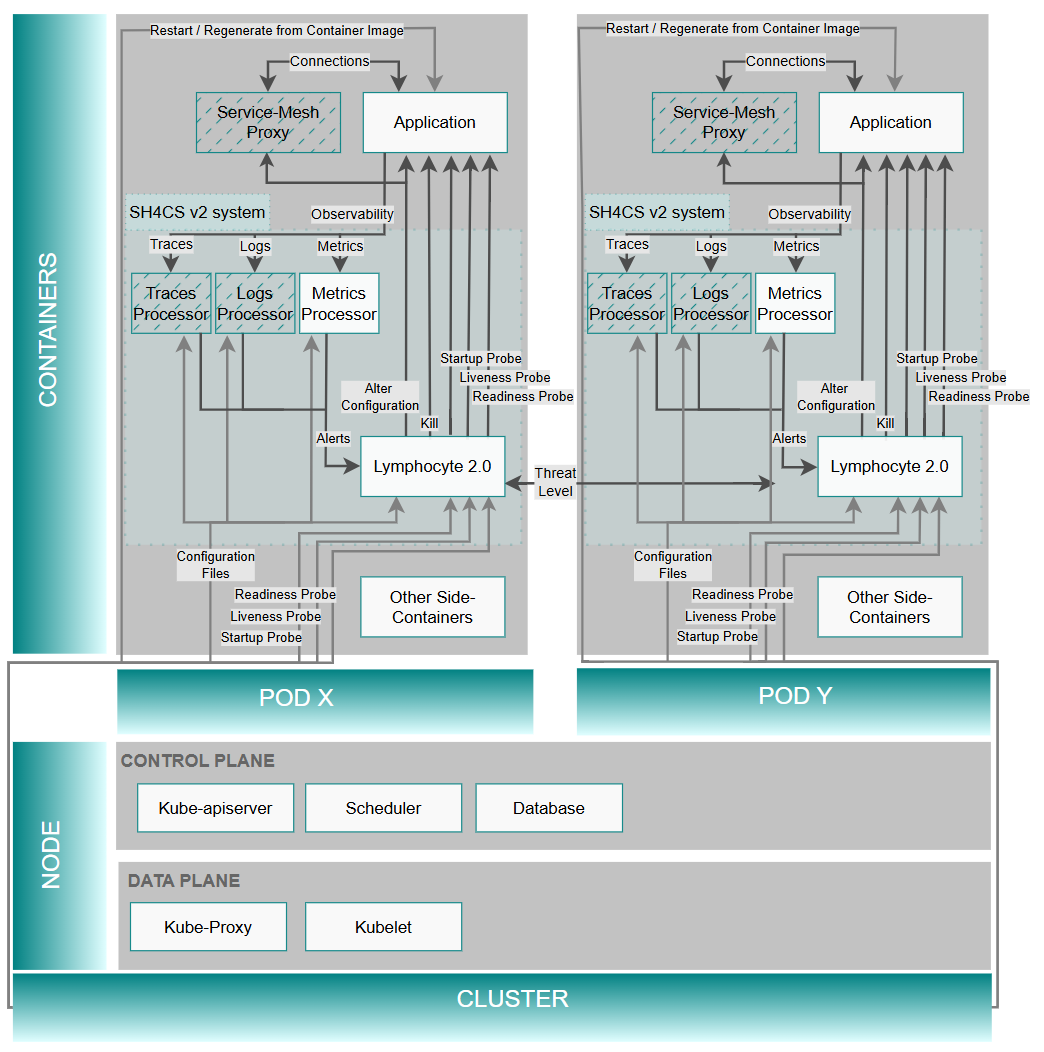 CONTAINERS
Restart / Regenerate from Container Image
Connections
Service-Mesh
Proxy
Application
SH4CS v2 system
Observability
Traces
Logs
Metrics
Traces
Processor
Logs
Processor
Metrics
Processor
Startup Probe
Liveness Probe
Readiness Probe
Alter
Configuration
Kill
Alerts
Lymphocyte 2.0
Threat
Level
Configuration
Files
Readiness Probe
Liveness Probe
Startup Probe
Other Side-
Containers
POD X
Restart / Regenerate from Container Image
Connections
Service-Mesh
Proxy
Application
SH4CS v2 system
Observability
Traces
Logs
Metrics
Traces
Processor
Logs
Processor
Metrics
Processor
Startup Probe
Liveness Probe
Readiness Probe
Alter
Configuration
Kill
Alerts
Lymphocyte 2.0
Configuration
Files
Readiness Probe
Liveness Probe
Startup Probe
Other Side-
Containers
POD Y
NODE
CONTROL PLANE
Kube-apiserver
Scheduler
Database
DATA PLANE
Kube-Proxy
Kubelet
CLUSTER